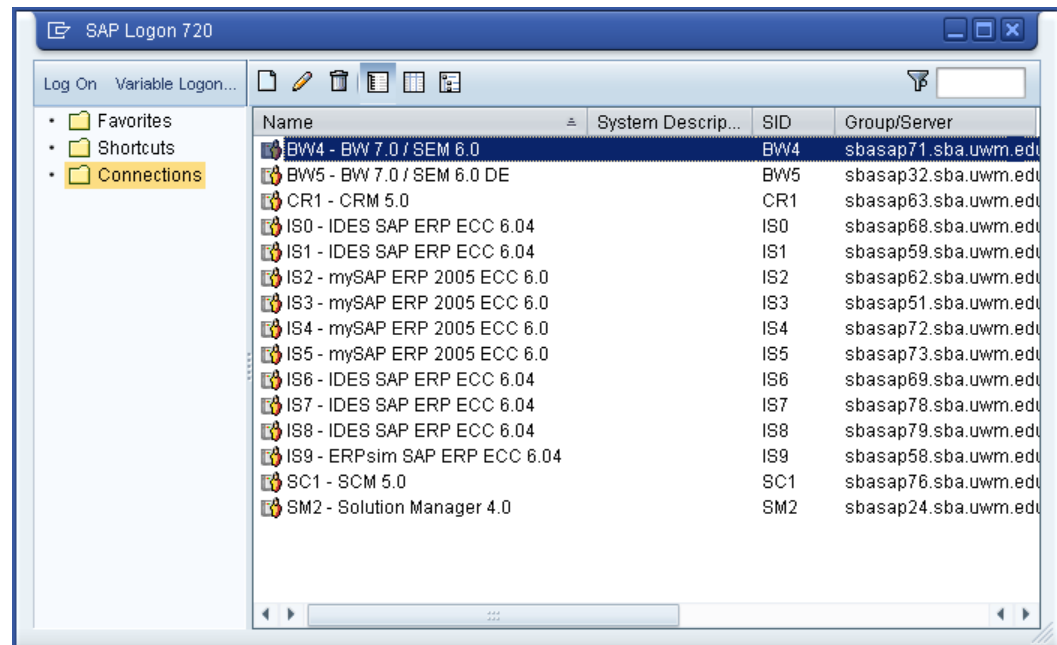 SAP Logon 720
Log On Variable Logon...
Favorites
Shortcuts
Connections
Name System Descrip... SID Group/Server
BW4 - BW 7.0 / SEM 6.0 BW4 sbasap71.sba.uwm.edu
BW5 - BW 7.0 / SEM 6.0 DE BW5 sbasap32.sba.uwm.edu
CR1 - CRM 5.0 CR1 sbasap63.sba.uwm.edu
IS0 - IDES SAP ERP ECC 6.04 IS0 sbasap68.sba.uwm.edu
IS1 - IDES SAP ERP ECC 6.04 IS1 sbasap59.sba.uwm.edu
IS2 - mySAP ERP 2005 ECC 6.0 IS2 sbasap62.sba.uwm.edu
IS3 - mySAP ERP 2005 ECC 6.0 IS3 sbasap51.sba.uwm.edu
IS4 - mySAP ERP 2005 ECC 6.0 IS4 sbasap72.sba.uwm.edu
IS5 - mySAP ERP 2005 ECC 6.0 IS5 sbasap73.sba.uwm.edu
IS6 - IDES SAP ERP ECC 6.04 IS6 sbasap69.sba.uwm.edu
IS7 - IDES SAP ERP ECC 6.04 IS7 sbasap78.sba.uwm.edu
IS8 - IDES SAP ERP ECC 6.04 IS8 sbasap79.sba.uwm.edu
IS9 - ERPsim SAP ERP ECC 6.04 IS9 sbasap58.sba.uwm.edu
SC1 - SCM 5.0 SC1 sbasap76.sba.uwm.edu
SM2 - Solution Manager 4.0 SM2 sbasap24.sba.uwm.edu